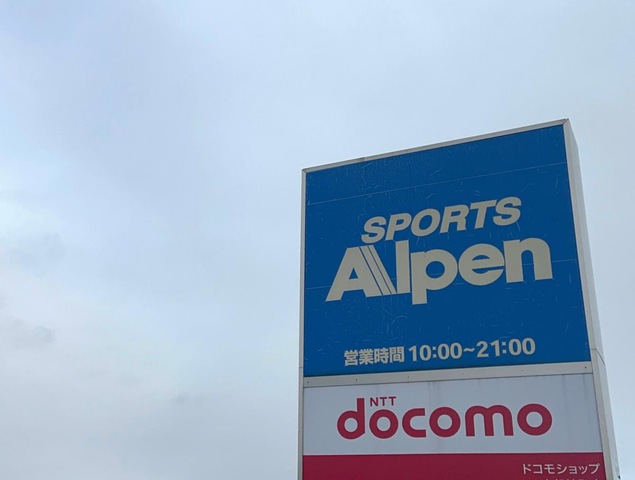 SPORTS
Alpen
営業時間 10:00~21:00
NTT
docomo
ドコモショップ